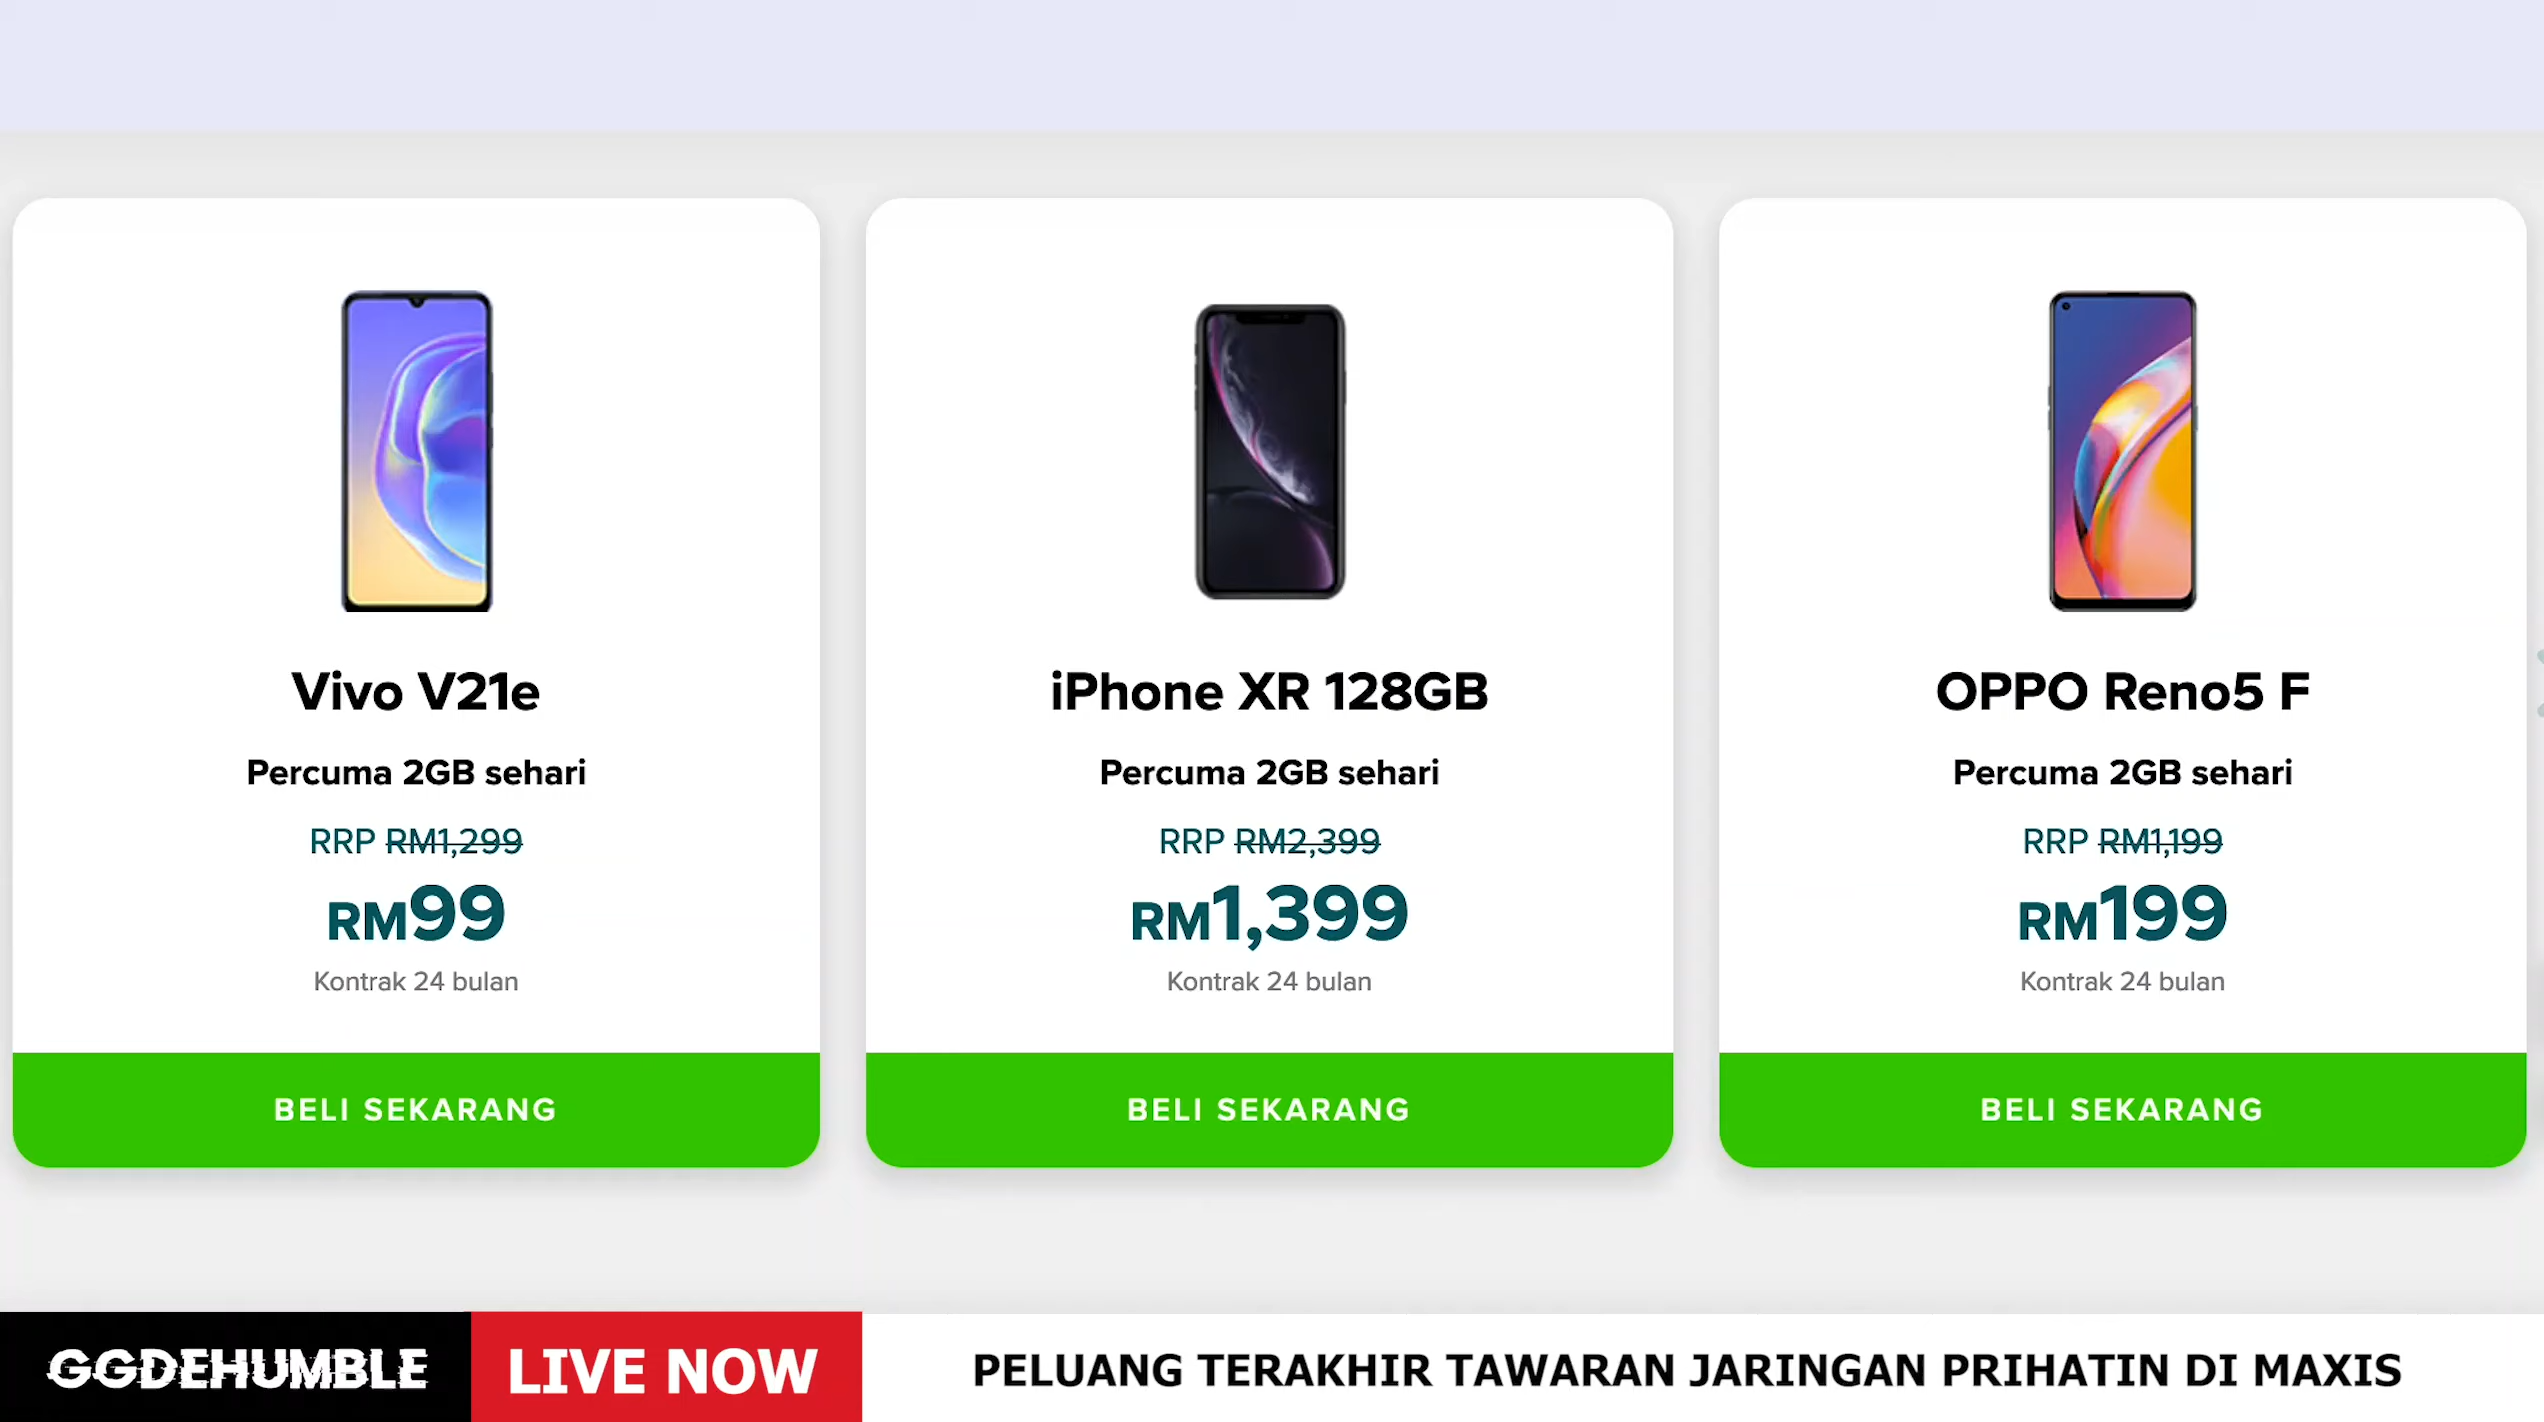 Vivo V21e
Percuma 2GB sehari
RRP RM1,299
RM99
Kontrak 24 bulan
BELI SEKARANG
iPhone XR 128GB
Percuma 2GB sehari
RRP RM2,399
RM1,399
Kontrak 24 bulan
BELI SEKARANG
OPPO Reno5 F
Percuma 2GB sehari
RRP RM1,199
RM199
Kontrak 24 bulan
BELI SEKARANG
GGDEHUMBLE
LIVE NOW
PELUANG TERAKHIR TAWARAN JARINGAN PRIHATIN DI MAXIS